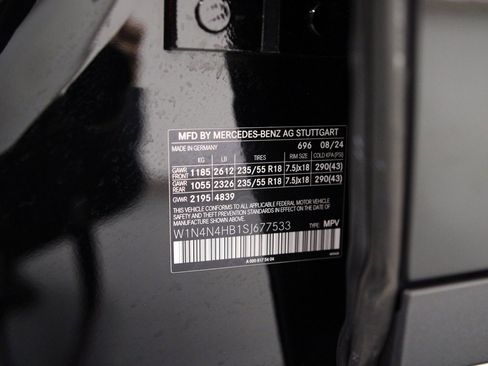 MFD BY MERCEDES-BENZ AG STUTTGART
MADE IN GERMANY 696 08/24
KG LB TIRES RIM SIZE COLD KPA (PSI)
GAWR FRONT 1185 2612 235/55 R18 7.5Jx18 290(43)
GAWR REAR 1055 2326 235/55 R18 7.5Jx18 290(43)
GVWR 2195 4839
THIS VEHICLE CONFORMS TO ALL APPLICABLE FEDERAL MOTOR VEHICLE
SAFETY STANDARDS IN EFFECT ON THE DATE OF
MANUFACTURE SHOWN ABOVE.
W1N4N4HB1SJ677533 TYPE: MPV